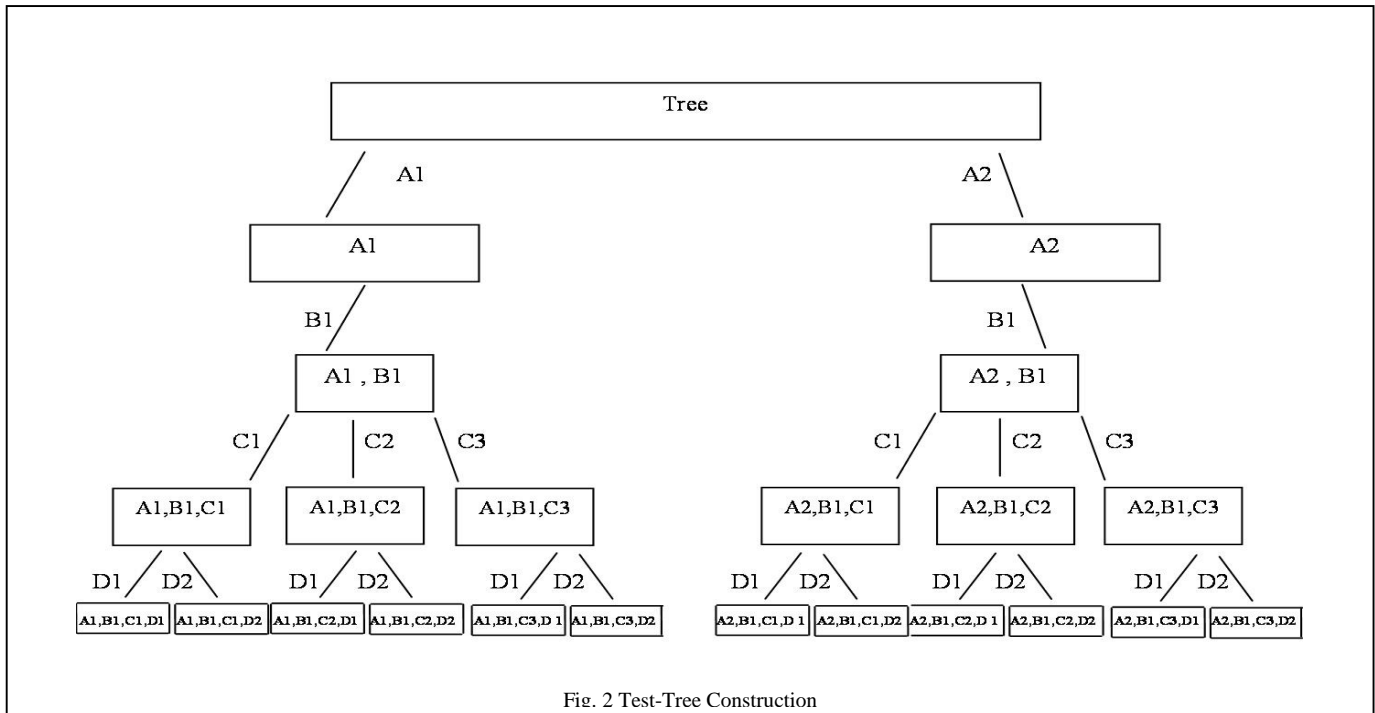 Tree
A1 A2
A1 A2
B1 B1
A1 , B1 A2 , B1
C1 C2 C3 C1 C2 C3
A1,B1,C1 A1,B1,C2 A1,B1,C3 A2,B1,C1 A2,B1,C2 A2,B1,C3
D1 D2 D1 D2 D1 D2 D1 D2 D1 D2 D1 D2
A1,B1,C1,D1 A1,B1,C1,D2 A1,B1,C2,D1 A1,B1,C2,D2 A1,B1,C3,D 1 A1,B1,C3,D2 A2,B1,C1,D 1 A2,B1,C1,D2 A2,B1,C2,D 1 A2,B1,C2,D2 A2,B1,C3,D1 A2,B1,C3,D2
Fig. 2 Test-Tree Construction